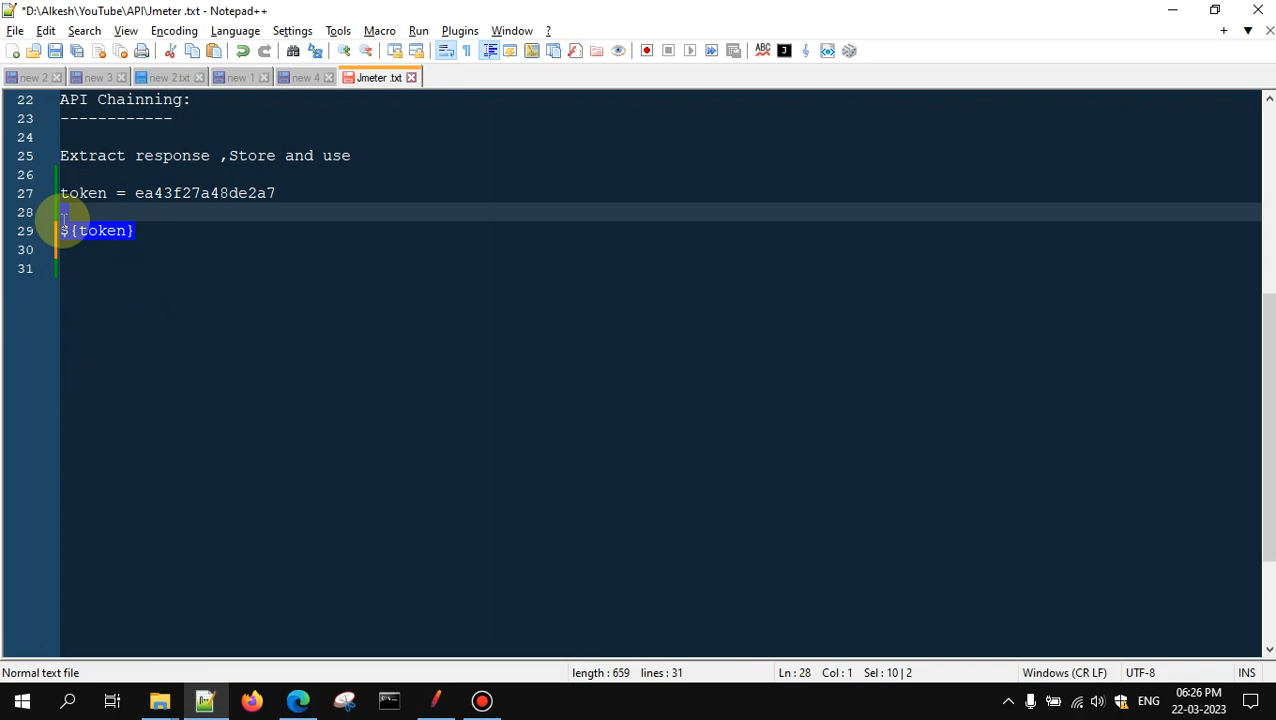 *D:\Alkesh\YouTube\API\Jmeter .txt - Notepad++
File Edit Search View Encoding Language Settings Tools Macro Run Plugins Window ?
new 2 new 3 new 2.txt new 1 new 4 Jmeter .txt
22 API Chainning:
23 ------------
24
25 Extract response ,Store and use
26
27 token = ea43f27a48de2a7
28
29 ${token}
30
31
Normal text file length : 659 lines : 31 Ln : 28 Col : 1 Sel : 10 | 2 Windows (CR LF) UTF-8 INS
ENG
06:26 PM
22-03-2023